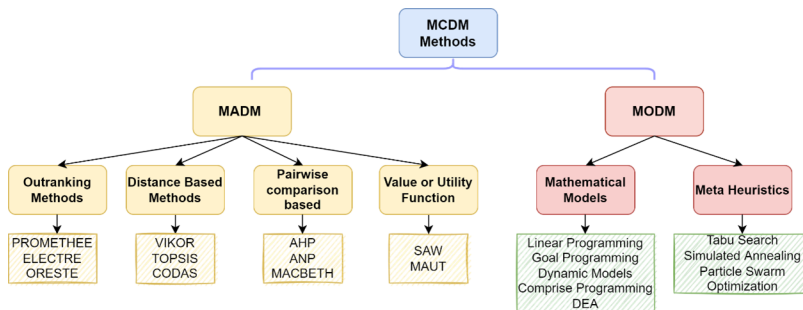 MCDM
Methods
MADM
MODM
Outranking
Methods
Distance Based
Methods
Pairwise
comparison
based
Value or Utility
Function
Mathematical
Models
Meta Heuristics
PROMETHEE
ELECTRE
ORESTE
VIKOR
TOPSIS
CODAS
AHP
ANP
MACBETH
SAW
MAUT
Linear Programming
Goal Programming
Dynamic Models
Comprise Programming
DEA
Tabu Search
Simulated Annealing
Particle Swarm
Optimization